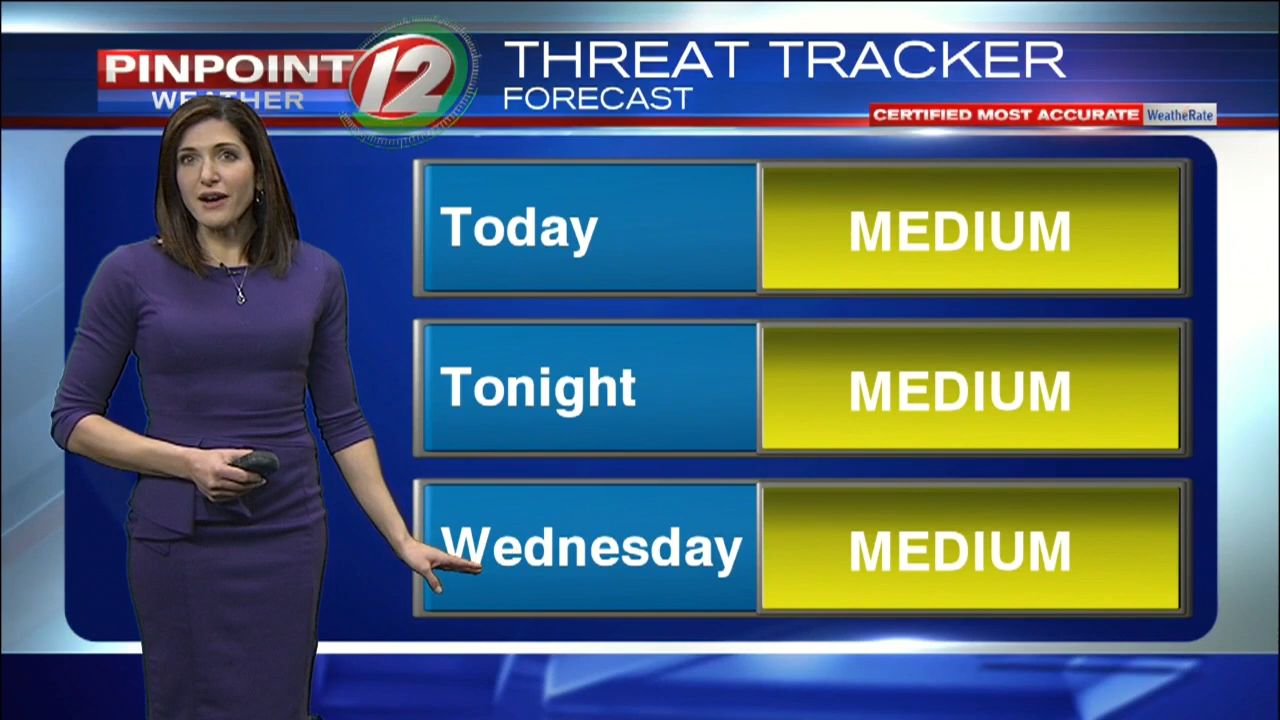 PINPOINT 12
WEATHER
THREAT TRACKER
FORECAST
CERTIFIED MOST ACCURATE WeatheRate
Today MEDIUM
Tonight MEDIUM
Wednesday MEDIUM